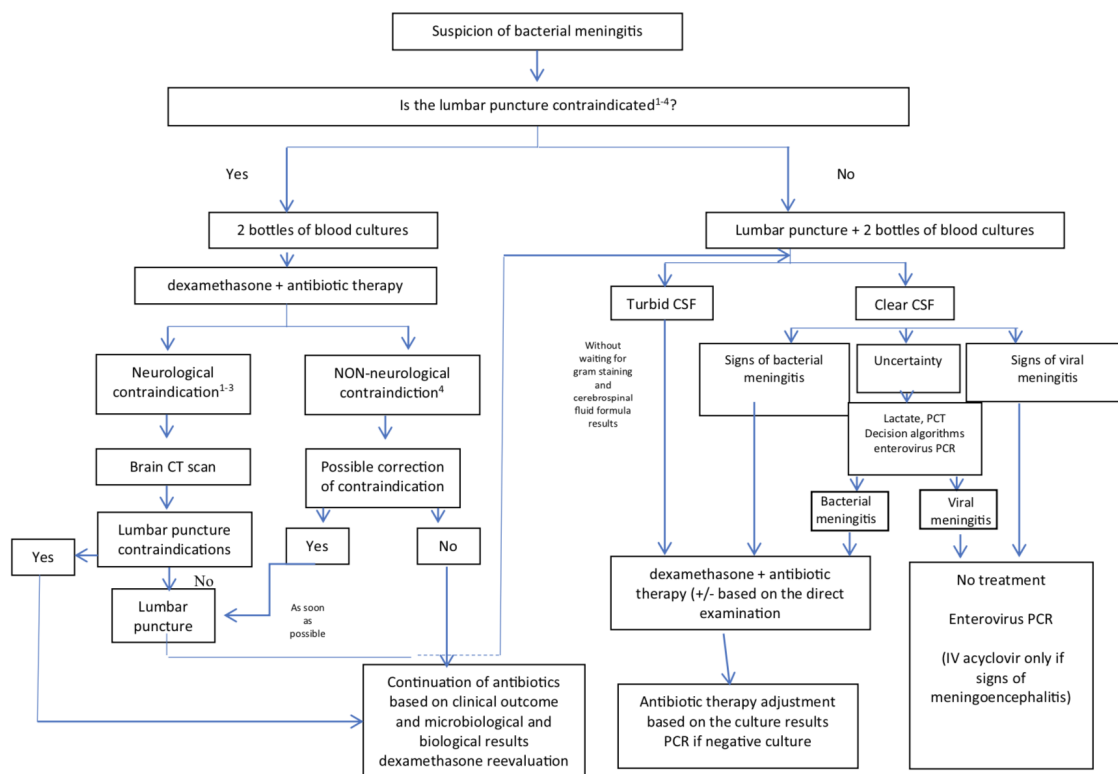 Suspicion of bacterial meningitis
Is the lumbar puncture contraindicated1-4?
Yes
No
2 bottles of blood cultures
Lumbar puncture + 2 bottles of blood cultures
dexamethasone + antibiotic therapy
Turbid CSF
Clear CSF
Without
waiting for
gram staining
and
cerebrospinal
fluid formula
results
Neurological
contraindication1-3
NON-neurological
contraindiction4
Signs of bacterial
meningitis
Uncertainty
Signs of viral
meningitis
Lactate, PCT
Decision algorithms
enterovirus PCR
Brain CT scan
Possible correction
of contraindication
Bacterial
meningitis
Viral
meningitis
Lumbar puncture
contraindications
Yes
Yes
No
No
Lumbar
puncture
As soon
as
possible
dexamethasone + antibiotic
therapy (+/- based on the direct
examination
No treatment
Enterovirus PCR
(IV acyclovir only if
signs of
meningoencephalitis)
Continuation of antibiotics
based on clinical outcome
and microbiological and
biological results
dexamethasone reevaluation
Antibiotic therapy adjustment
based on the culture results
PCR if negative culture